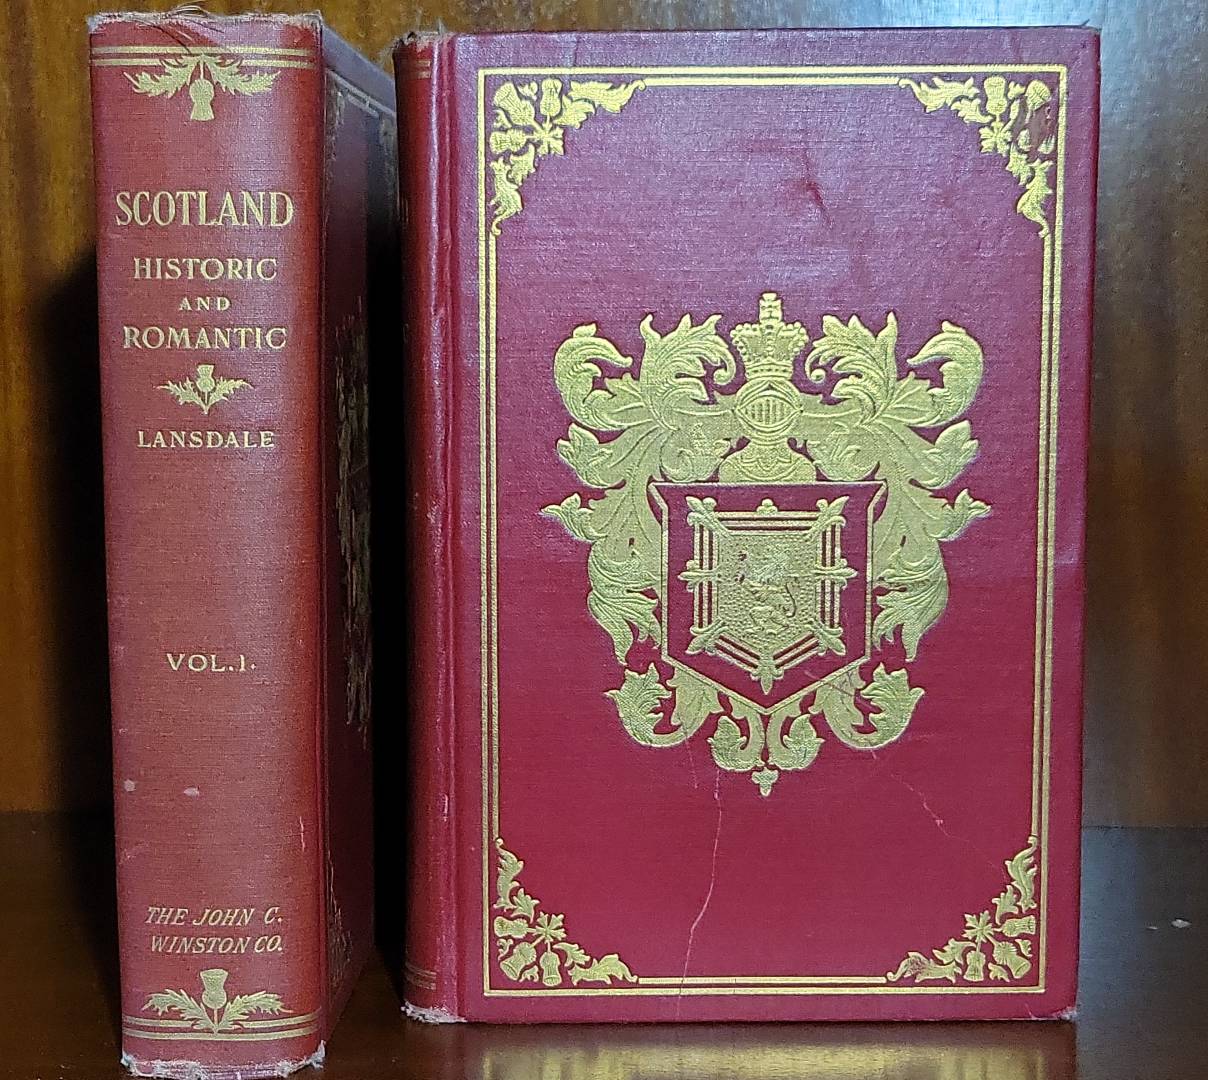 SCOTLAND
HISTORIC
AND
ROMANTIC
LANSDALE
VOL. I.
THE JOHN C.
WINSTON CO.